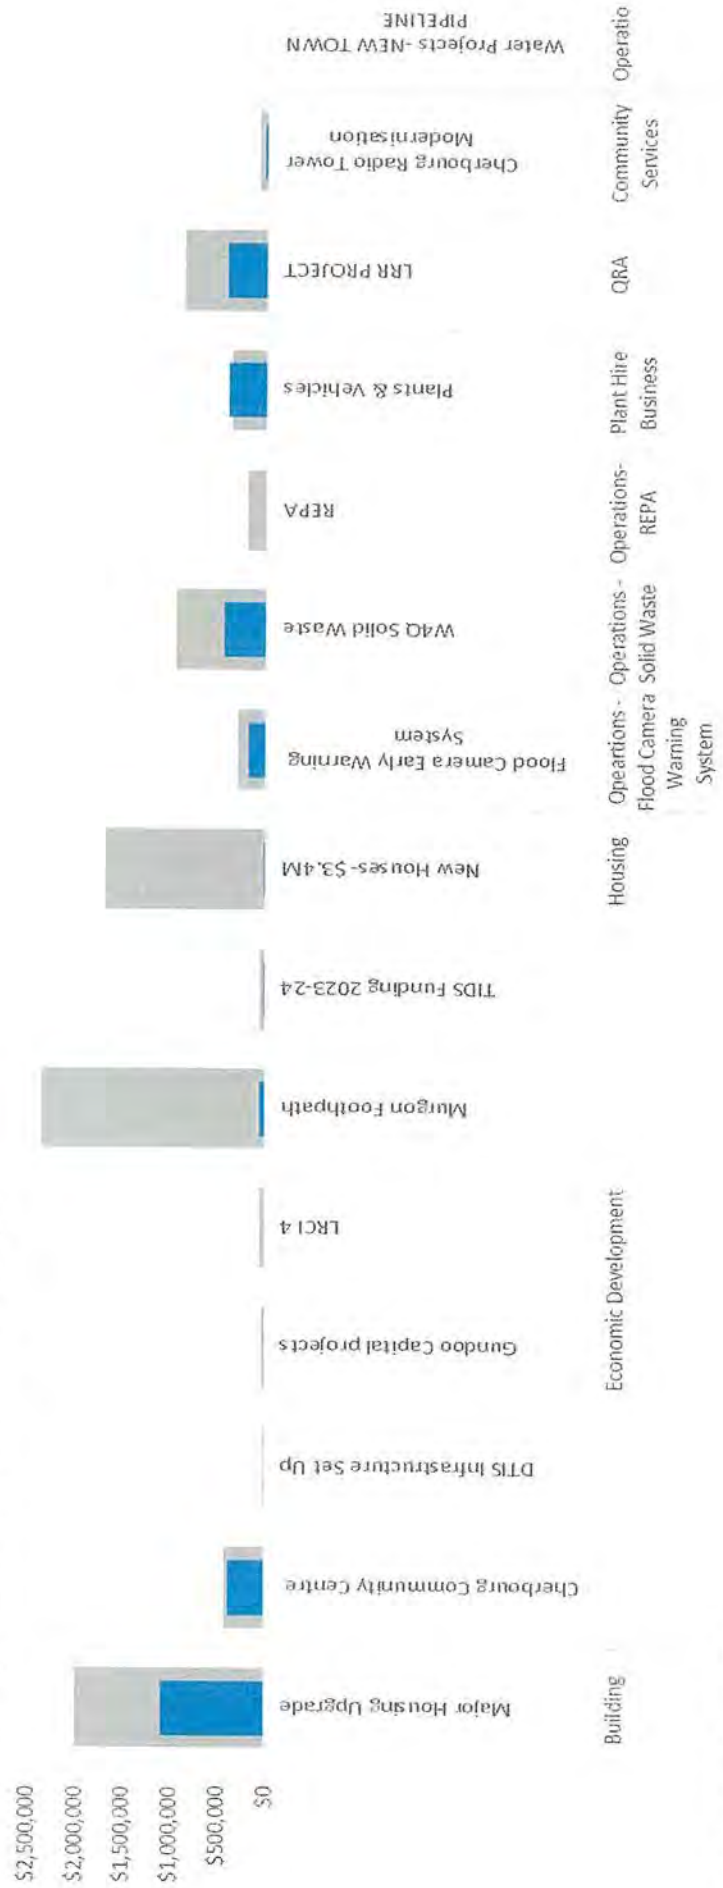 $2,500,000
$2,000,000
$1,500,000
$1,000,000
$500,000
$0
Major Housing Upgrade
Cherbourg Community Centre
DTIS Infrastructure Set Up
Gundoo Capital projects
LRCI 4
Murgon Foothpath
TIDS Funding 2023-24
New Houses-$3.4M
Flood Camera Early Warning
System
W4Q Solid Waste
REPA
Plants & Vehicles
LRR PROJECT
Cherbourg Radio Tower
Modernisation
Water Projects -NEW TOWN
PIPELINE
Building
Economic Development
Housing
Opeartions -
Flood Camera
Warning
System
Operations -
Solid Waste
Operations-
REPA
Plant Hire
Business
QRA
Community
Services
Operatio